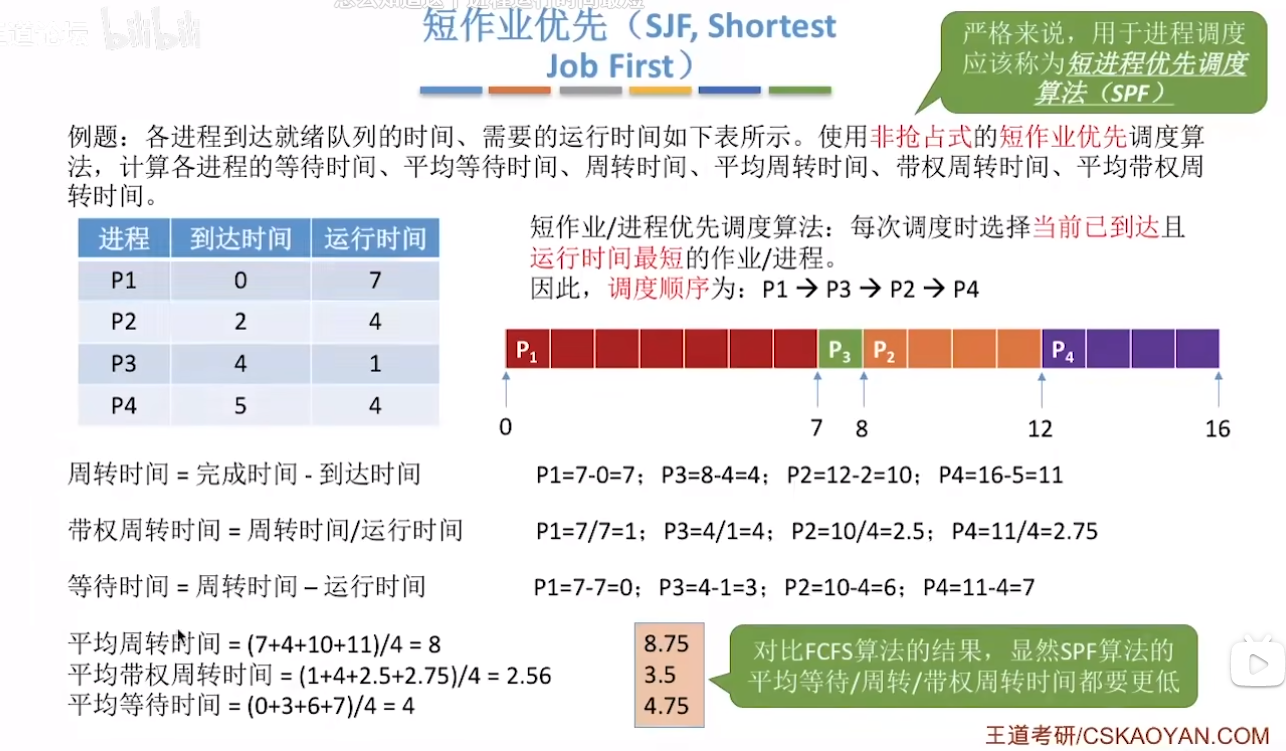 短作业优先（SJF, Shortest
Job First）
严格来说，用于进程调度
应该称为短进程优先调度
算法（SPF）
例题：各进程到达就绪队列的时间、需要的运行时间如下表所示。使用非抢占式的短作业优先调度算
法，计算各进程的等待时间、平均等待时间、周转时间、平均周转时间、带权周转时间、平均带权周
转时间。
进程 到达时间 运行时间
P1 0 7
P2 2 4
P3 4 1
P4 5 4
短作业/进程优先调度算法：每次调度时选择当前已到达且
运行时间最短的作业/进程。
因此，调度顺序为：P1 → P3 → P2 → P4
P1 P3 P2 P4
0 7 8 12 16
周转时间 = 完成时间 - 到达时间 P1=7-0=7；P3=8-4=4；P2=12-2=10；P4=16-5=11
带权周转时间 = 周转时间/运行时间 P1=7/7=1；P3=4/1=4；P2=10/4=2.5；P4=11/4=2.75
等待时间 = 周转时间 – 运行时间 P1=7-7=0；P3=4-1=3；P2=10-4=6；P4=11-4=7
平均周转时间 = (7+4+10+11)/4 = 8
平均带权周转时间 = (1+4+2.5+2.75)/4 = 2.56
平均等待时间 = (0+3+6+7)/4 = 4
8.75
3.5
4.75
对比FCFS算法的结果，显然SPF算法的
平均等待/周转/带权周转时间都要更低
王道考研/CSKAOYAN.COM